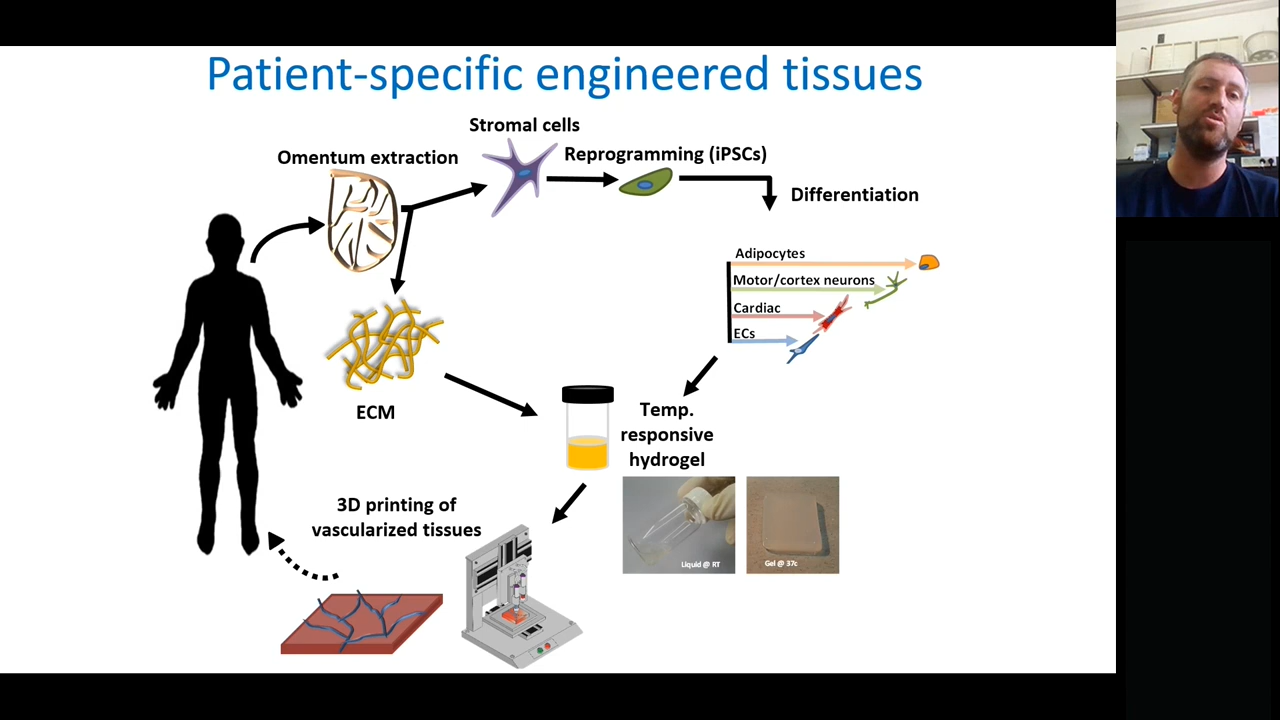 Patient-specific engineered tissues
Stromal cells
Omentum extraction
Reprogramming (iPSCs)
Differentiation
Adipocytes
Motor/cortex neurons
Cardiac
ECs
ECM
Temp.
responsive
hydrogel
Liquid @ RT
Gel @ 37c
3D printing of
vascularized tissues